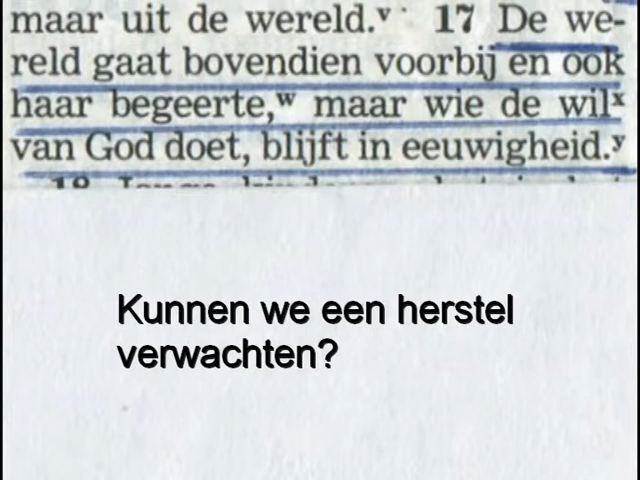 maar uit de wereld.ᵛ 17 De we-
reld gaat bovendien voorbij en ook
haar begeerte,ʷ maar wie de wilˣ
van God doet, blijft in eeuwigheid.ʸ
Kunnen we een herstel
verwachten?